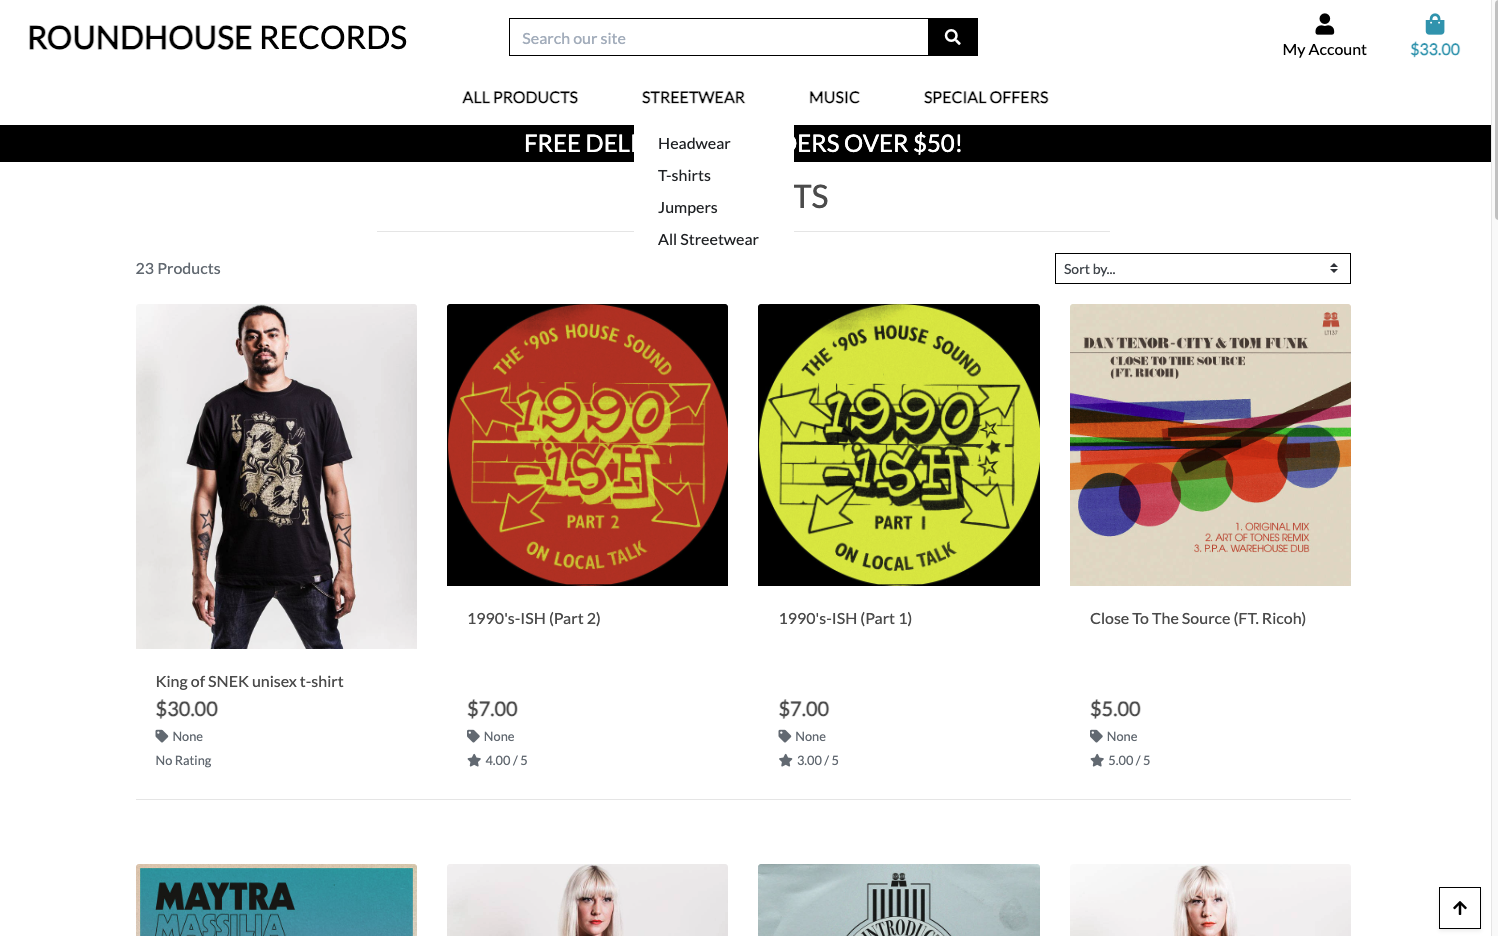 ROUNDHOUSE RECORDS
Search our site
My Account
$33.00
ALL PRODUCTS
STREETWEAR
MUSIC
SPECIAL OFFERS
FREE DEL
ERS OVER $50!
Headwear
T-shirts
Jumpers
All Streetwear
TS
23 Products
Sort by...
K
K
THE '90S HOUSE SOUND
1990
-ISH
PART 2
ON LOCAL TALK
THE '90S HOUSE SOUND
1990
-ISH
PART 1
ON LOCAL TALK
LT137
DAN TENOR-CITY & TOM FUNK
CLOSE TO THE SOURCE
(FT. RICOH)
1. ORIGINAL MIX
2. ART OF TONES REMIX
3. P.P.A. WAREHOUSE DUB
King of SNEK unisex t-shirt
$30.00
None
No Rating
1990's-ISH (Part 2)
$7.00
None
4.00 / 5
1990's-ISH (Part 1)
$7.00
None
3.00 / 5
Close To The Source (FT. Ricoh)
$5.00
None
5.00 / 5
MAYTRA
MASSILIA
INTRODUC